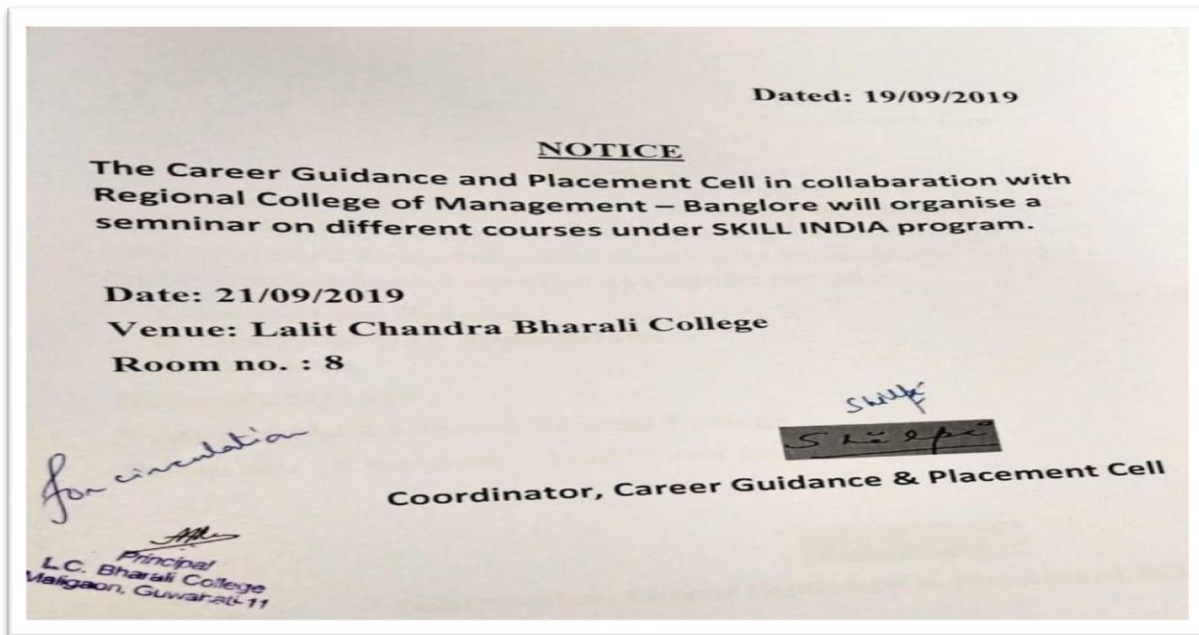 Dated: 19/09/2019
NOTICE
The Career Guidance and Placement Cell in collabaration with
Regional College of Management – Banglore will organise a
semninar on different courses under SKILL INDIA program.
Date: 21/09/2019
Venue: Lalit Chandra Bharali College
Room no. : 8
Shilpi
Shilpi
Coordinator, Career Guidance & Placement Cell
for circulation
Principal
L.C. Bharali College
Maligaon, Guwahati-11